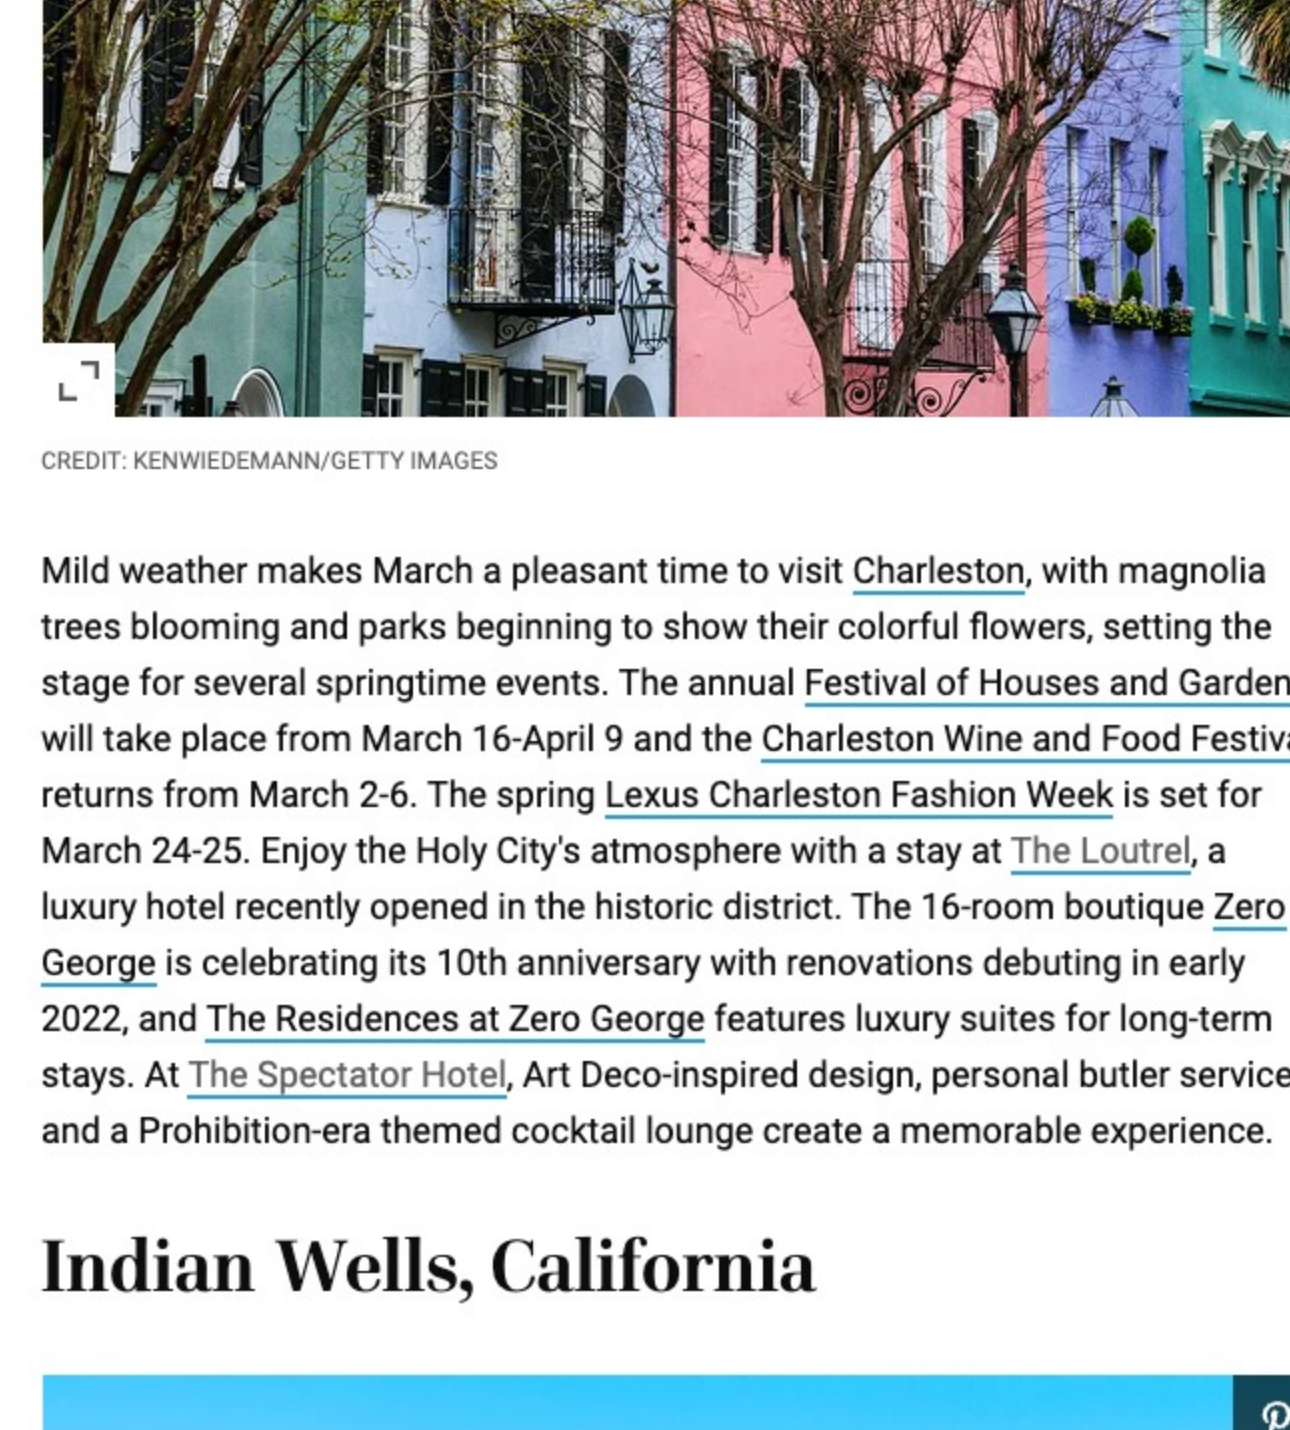 CREDIT: KENWIEDEMANN/GETTY IMAGES
Mild weather makes March a pleasant time to visit Charleston, with magnolia
trees blooming and parks beginning to show their colorful flowers, setting the
stage for several springtime events. The annual Festival of Houses and Garden
will take place from March 16-April 9 and the Charleston Wine and Food Festiva
returns from March 2-6. The spring Lexus Charleston Fashion Week is set for
March 24-25. Enjoy the Holy City's atmosphere with a stay at The Loutrel, a
luxury hotel recently opened in the historic district. The 16-room boutique Zero
George is celebrating its 10th anniversary with renovations debuting in early
2022, and The Residences at Zero George features luxury suites for long-term
stays. At The Spectator Hotel, Art Deco-inspired design, personal butler service
and a Prohibition-era themed cocktail lounge create a memorable experience.
Indian Wells, California